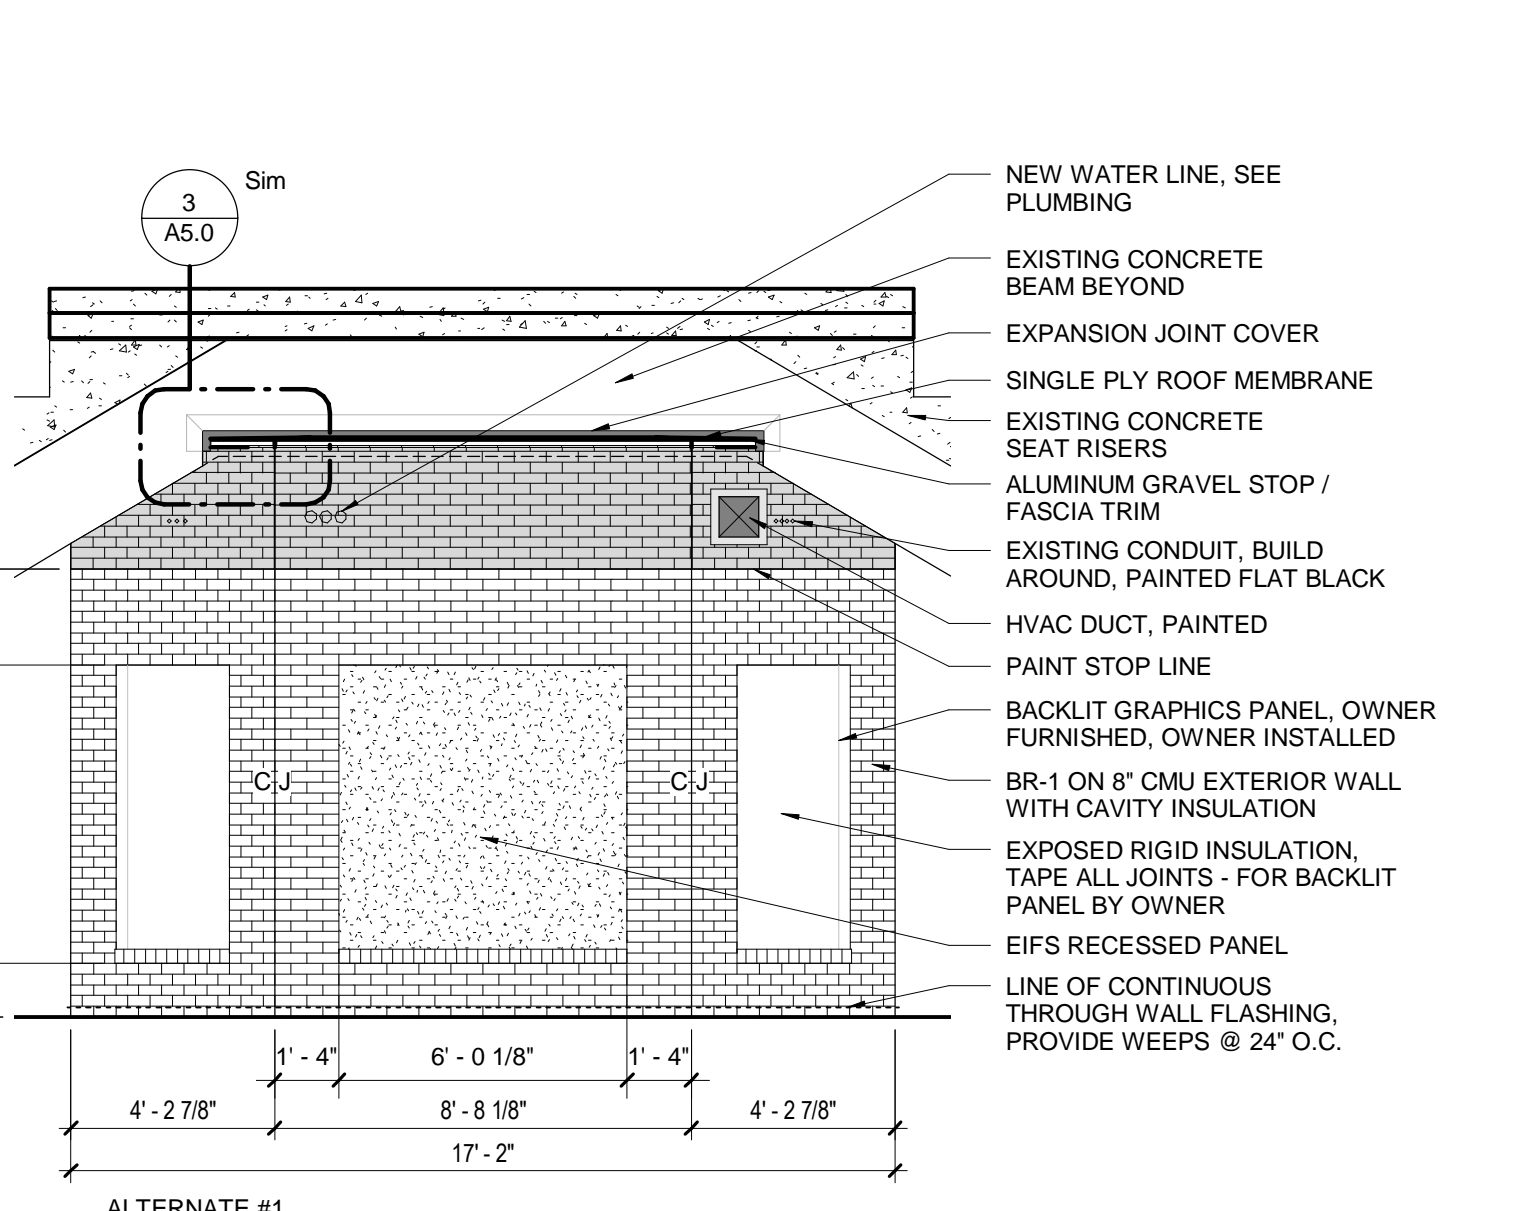 3
A5.0
Sim
NEW WATER LINE, SEE
PLUMBING
EXISTING CONCRETE
BEAM BEYOND
EXPANSION JOINT COVER
SINGLE PLY ROOF MEMBRANE
EXISTING CONCRETE
SEAT RISERS
ALUMINUM GRAVEL STOP /
FASCIA TRIM
EXISTING CONDUIT, BUILD
AROUND, PAINTED FLAT BLACK
HVAC DUCT, PAINTED
PAINT STOP LINE
BACKLIT GRAPHICS PANEL, OWNER
FURNISHED, OWNER INSTALLED
BR-1 ON 8" CMU EXTERIOR WALL
WITH CAVITY INSULATION
EXPOSED RIGID INSULATION,
TAPE ALL JOINTS - FOR BACKLIT
PANEL BY OWNER
EIFS RECESSED PANEL
LINE OF CONTINUOUS
THROUGH WALL FLASHING,
PROVIDE WEEPS @ 24" O.C.
C J
C J
1' - 4"
6' - 0 1/8"
1' - 4"
4' - 2 7/8"
8' - 8 1/8"
4' - 2 7/8"
17' - 2"
ALTERNATE #1